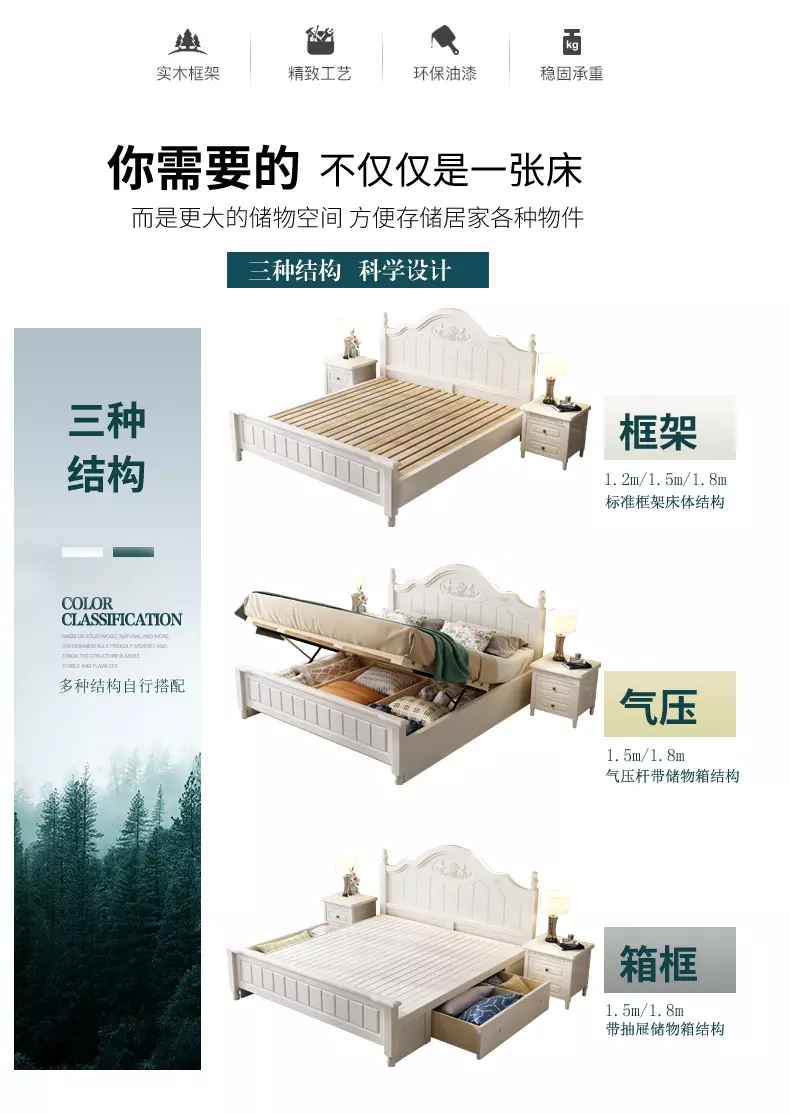 kg
实木框架
精致工艺
环保油漆
稳固承重
你需要的 不仅仅是一张床
而是更大的储物空间 方便存储居家各种物件
三种结构 科学设计
三种
结构
COLOR
CLASSIFICATION
MADE OF SOLID WOOD, NATURAL AND MORE
ENVIRONMENTALLY FRIENDLY MORTISE AND
TENON THE STRUCTURE IS MORE
STABLE AND FLAWLESS
多种结构自行搭配
框架
1.2m/1.5m/1.8m
标准框架床体结构
气压
1.5m/1.8m
气压杆带储物箱结构
箱框
1.5m/1.8m
带抽屉储物箱结构